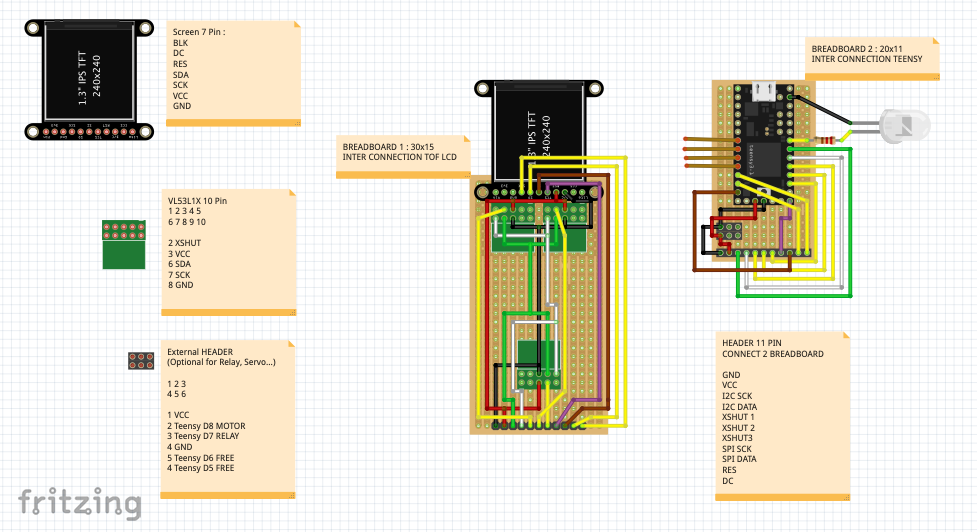 1.3" IPS TFT
240x240
Screen 7 Pin :
BLK
DC
RES
SDA
SCK
VCC
GND
BREADBOARD 1 : 30x15
INTER CONNECTION TOF LCD
VL53L1X 10 Pin
1 2 3 4 5
6 7 8 9 10
2 XSHUT
3 VCC
6 SDA
7 SCK
8 GND
External HEADER
(Optional for Relay, Servo...)
1 2 3
4 5 6
1 VCC
2 Teensy D8 MOTOR
3 Teensy D7 RELAY
4 GND
5 Teensy D6 FREE
4 Teensy D5 FREE
fritzing
3" IPS TFT
240x240
BREADBOARD 2 : 20x11
INTER CONNECTION TEENSY
HEADER 11 PIN
CONNECT 2 BREADBOARD
GND
VCC
I2C SCK
I2C DATA
XSHUT 1
XSHUT 2
XSHUT3
SPI SCK
SPI DATA
RES
DC